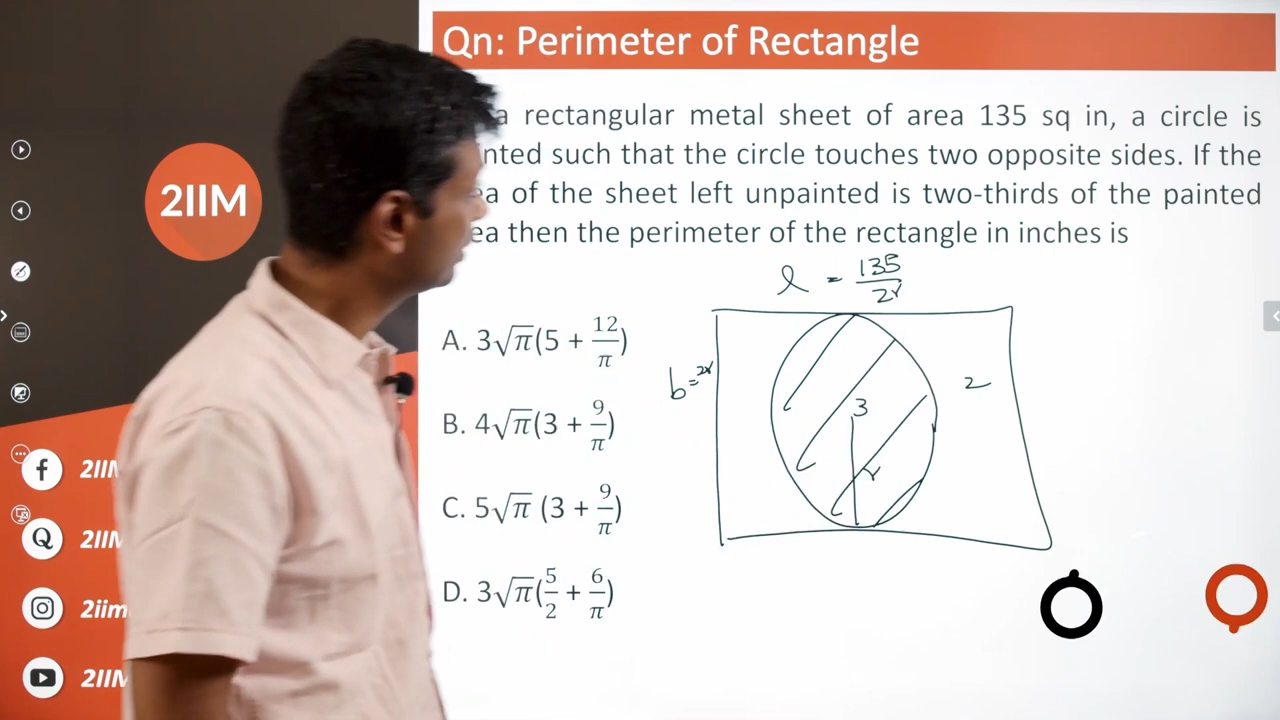 Qn: Perimeter of Rectangle
a rectangular metal sheet of area 135 sq in, a circle is
nted such that the circle touches two opposite sides. If the
ea of the sheet left unpainted is two-thirds of the painted
ea then the perimeter of the rectangle in inches is
2IIM
l = 135/2r
A. 3√π(5 + 12/π)
b=2r
2
3
B. 4√π(3 + 9/π)
r
2IIM
C. 5√π (3 + 9/π)
2IIM
D. 3√π(5/2 + 6/π)
2iim
2IIM